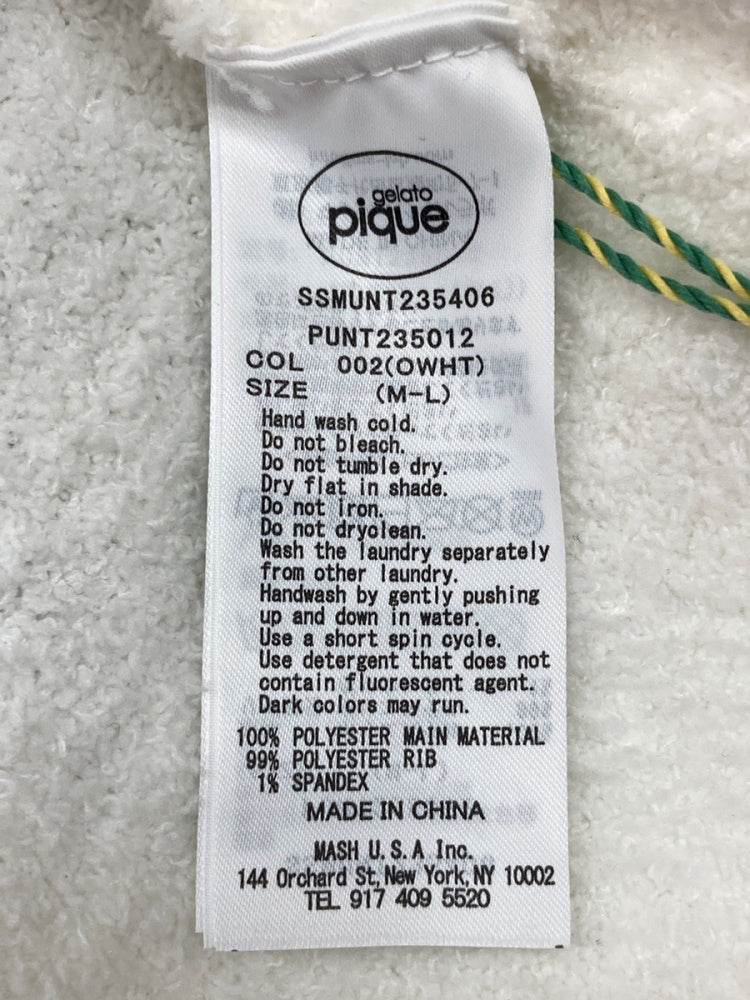 gelato
pique
SSMUNT235406
PUNT235012
COL 002(OWHT)
SIZE (M-L)
Hand wash cold.
Do not bleach.
Do not tumble dry.
Dry flat in shade.
Do not iron.
Do not dryclean.
Wash the laundry separately
from other laundry.
Handwash by gently pushing
up and down in water.
Use a short spin cycle.
Use detergent that does not
contain fluorescent agent.
Dark colors may run.
100% POLYESTER MAIN MATERIAL
99% POLYESTER RIB
1% SPANDEX
MADE IN CHINA
MASH U.S.A Inc.
144 Orchard St, New York, NY 10002
TEL 917 409 5520